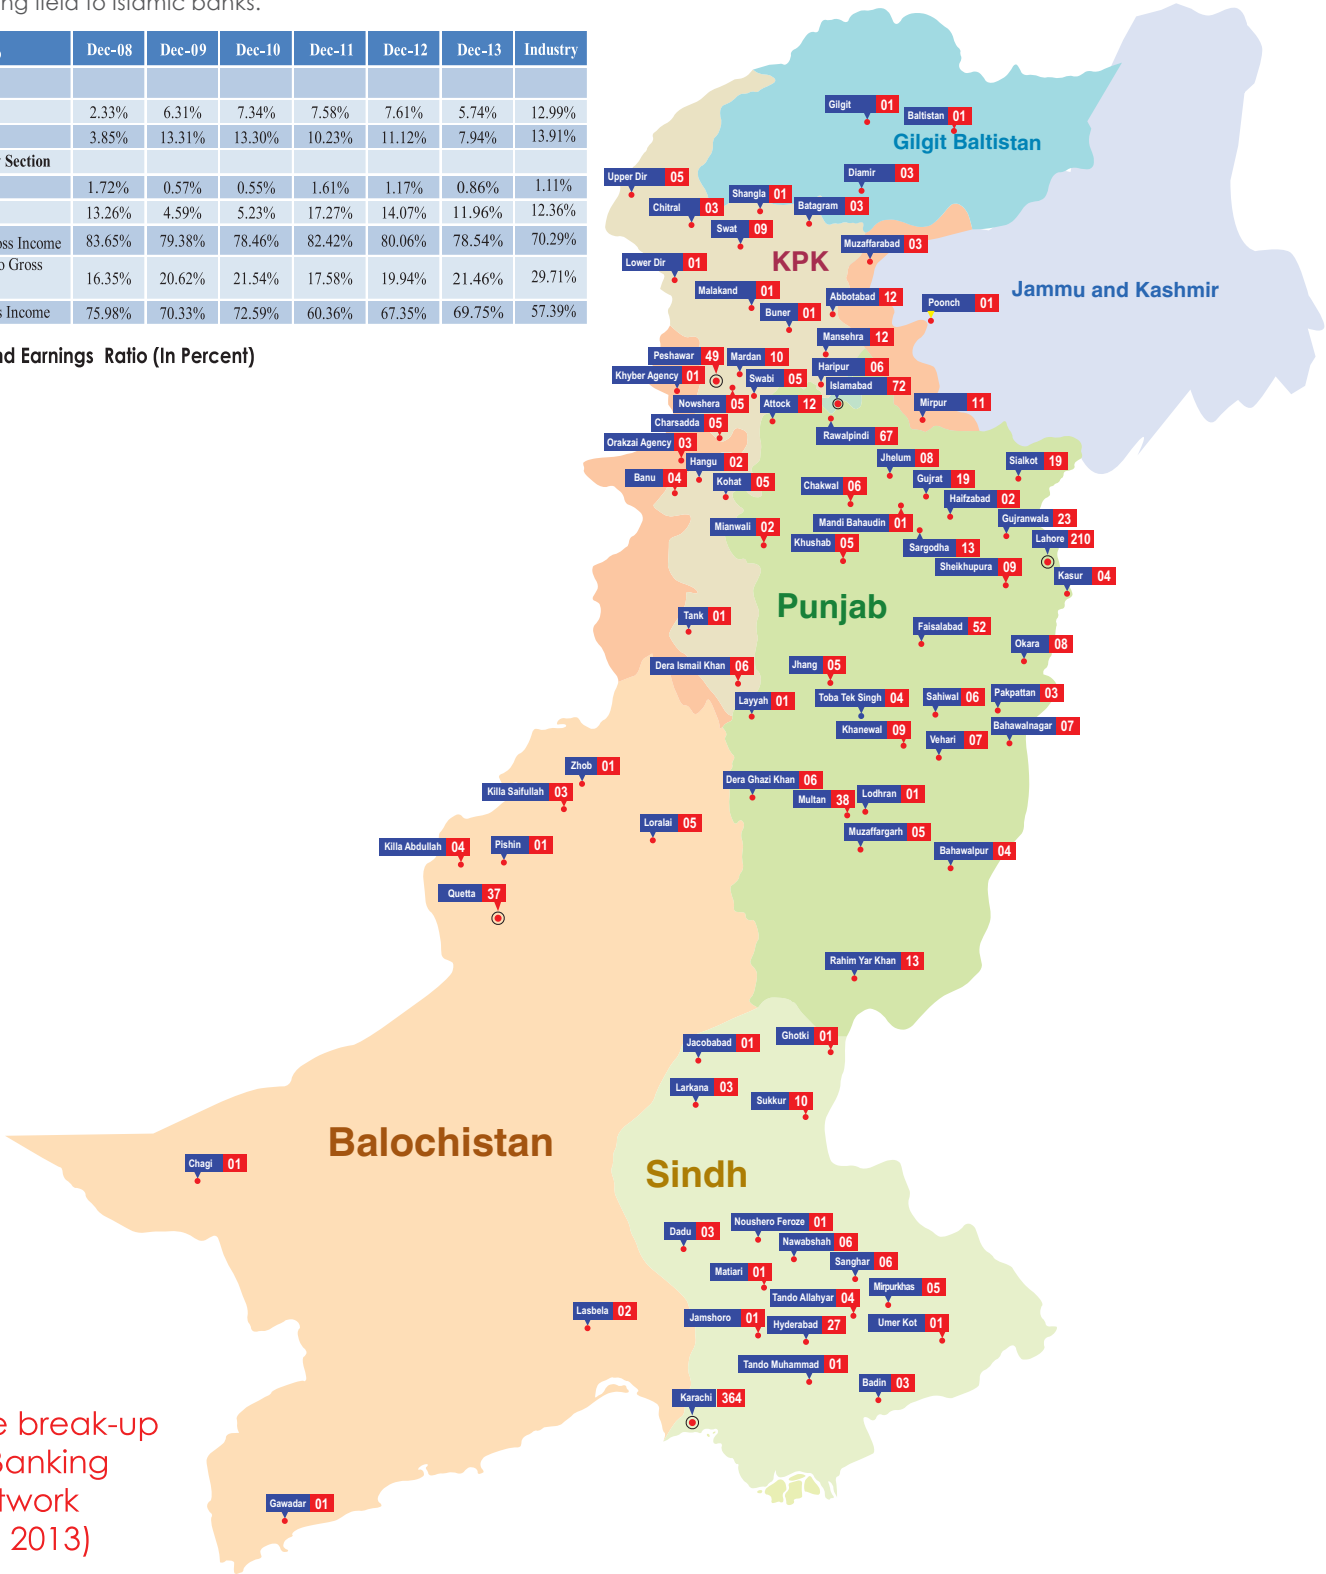 ing field to Islamic banks.
Dec-08 Dec-09 Dec-10 Dec-11 Dec-12 Dec-13 Industry
2.33% 6.31% 7.34% 7.58% 7.61% 5.74% 12.99%
3.85% 13.31% 13.30% 10.23% 11.12% 7.94% 13.91%
Section
1.72% 0.57% 0.55% 1.61% 1.17% 0.86% 1.11%
13.26% 4.59% 5.23% 17.27% 14.07% 11.96% 12.36%
oss Income 83.65% 79.38% 78.46% 82.42% 80.06% 78.54% 70.29%
o Gross
16.35% 20.62% 21.54% 17.58% 19.94% 21.46% 29.71%
s Income 75.98% 70.33% 72.59% 60.36% 67.35% 69.75% 57.39%
nd Earnings Ratio (In Percent)
Gilgit 01
Baltistan 01
Gilgit Baltistan
Diamir 03
Upper Dir 05
Shangla 01
Chitral 03
Batagram 03
Swat 09
Muzaffarabad 03
KPK
Lower Dir 01
Malakand 01
Jammu and Kashmir
Abbotabad 12
Poonch 01
Buner 01
Mansehra 12
Peshawar 49
Mardan 10
Haripur 06
Khyber Agency 01
Swabi 05
Islamabad 72
Nowshera 05
Attock 12
Mirpur 11
Charsadda 05
Rawalpindi 67
Orakzai Agency 03
Hangu 02
Jhelum 08
Sialkot 19
Banu 04
Kohat 05
Chakwal 06
Gujrat 19
Haifzabad 02
Mianwali 02
Mandi Bahaudin 01
Gujranwala 23
Khushab 05
Sargodha 13
Lahore 210
Sheikhupura 09
Kasur 04
Punjab
Tank 01
Faisalabad 52
Okara 08
Dera Ismail Khan 06
Jhang 05
Layyah 01
Toba Tek Singh 04
Sahiwal 06
Pakpattan 03
Khanewal 09
Vehari 07
Bahawalnagar 07
Zhob 01
Killa Saifullah 03
Dera Ghazi Khan 06
Multan 38
Lodhran 01
Loralai 05
Muzaffargarh 05
Killa Abdullah 04
Pishin 01
Bahawalpur 04
Quetta 37
Rahim Yar Khan 13
Jacobabad 01
Ghotki 01
Larkana 03
Sukkur 10
Balochistan
Chagi 01
Sindh
Dadu 03
Noushero Feroze 01
Nawabshah 06
Sanghar 06
Matiari 01
Mirpurkhas 05
Tando Allahyar 04
Lasbela 02
Jamshoro 01
Hyderabad 27
Umer Kot 01
Tando Muhammad 01
Badin 03
Karachi 364
e break-up
Banking
twork
2013)
Gawadar 01